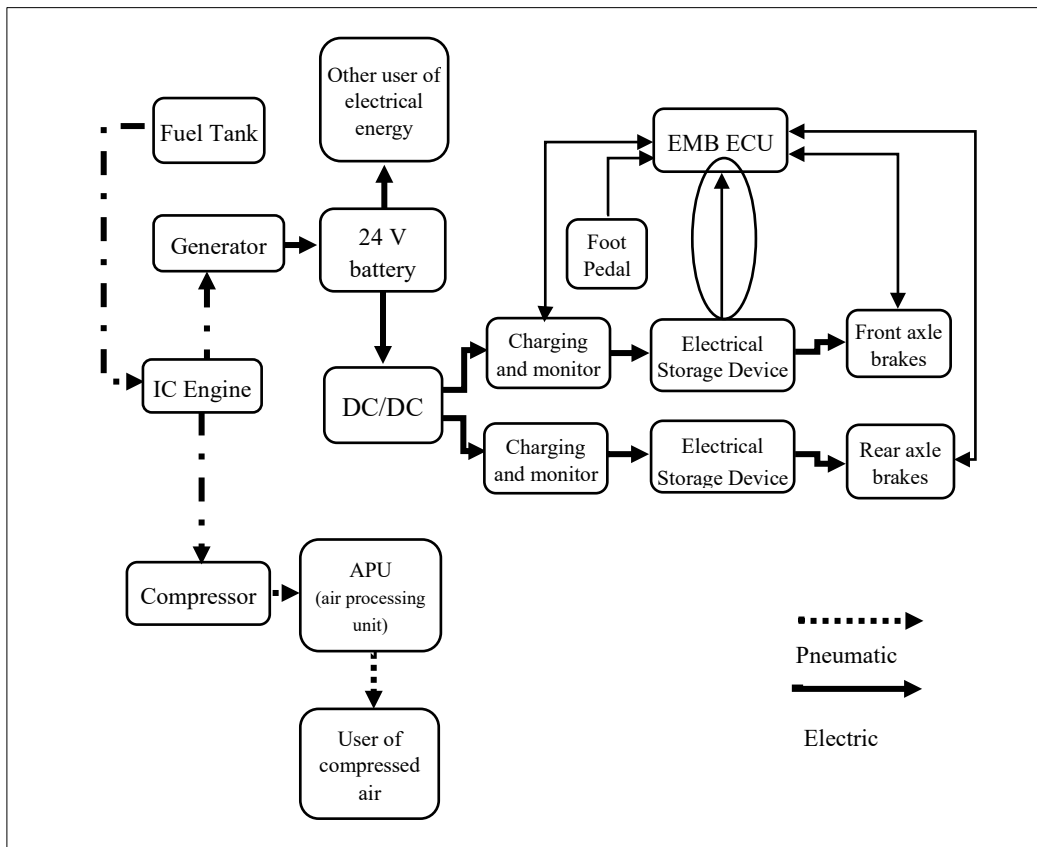 Other user of
electrical
energy
Fuel Tank
EMB ECU
Generator
24 V
battery
Foot
Pedal
Charging
and monitor
Electrical
Storage Device
Front axle
brakes
IC Engine
DC/DC
Charging
and monitor
Electrical
Storage Device
Rear axle
brakes
Compressor
APU
(air processing
unit)
Pneumatic
User of
compressed
air
Electric